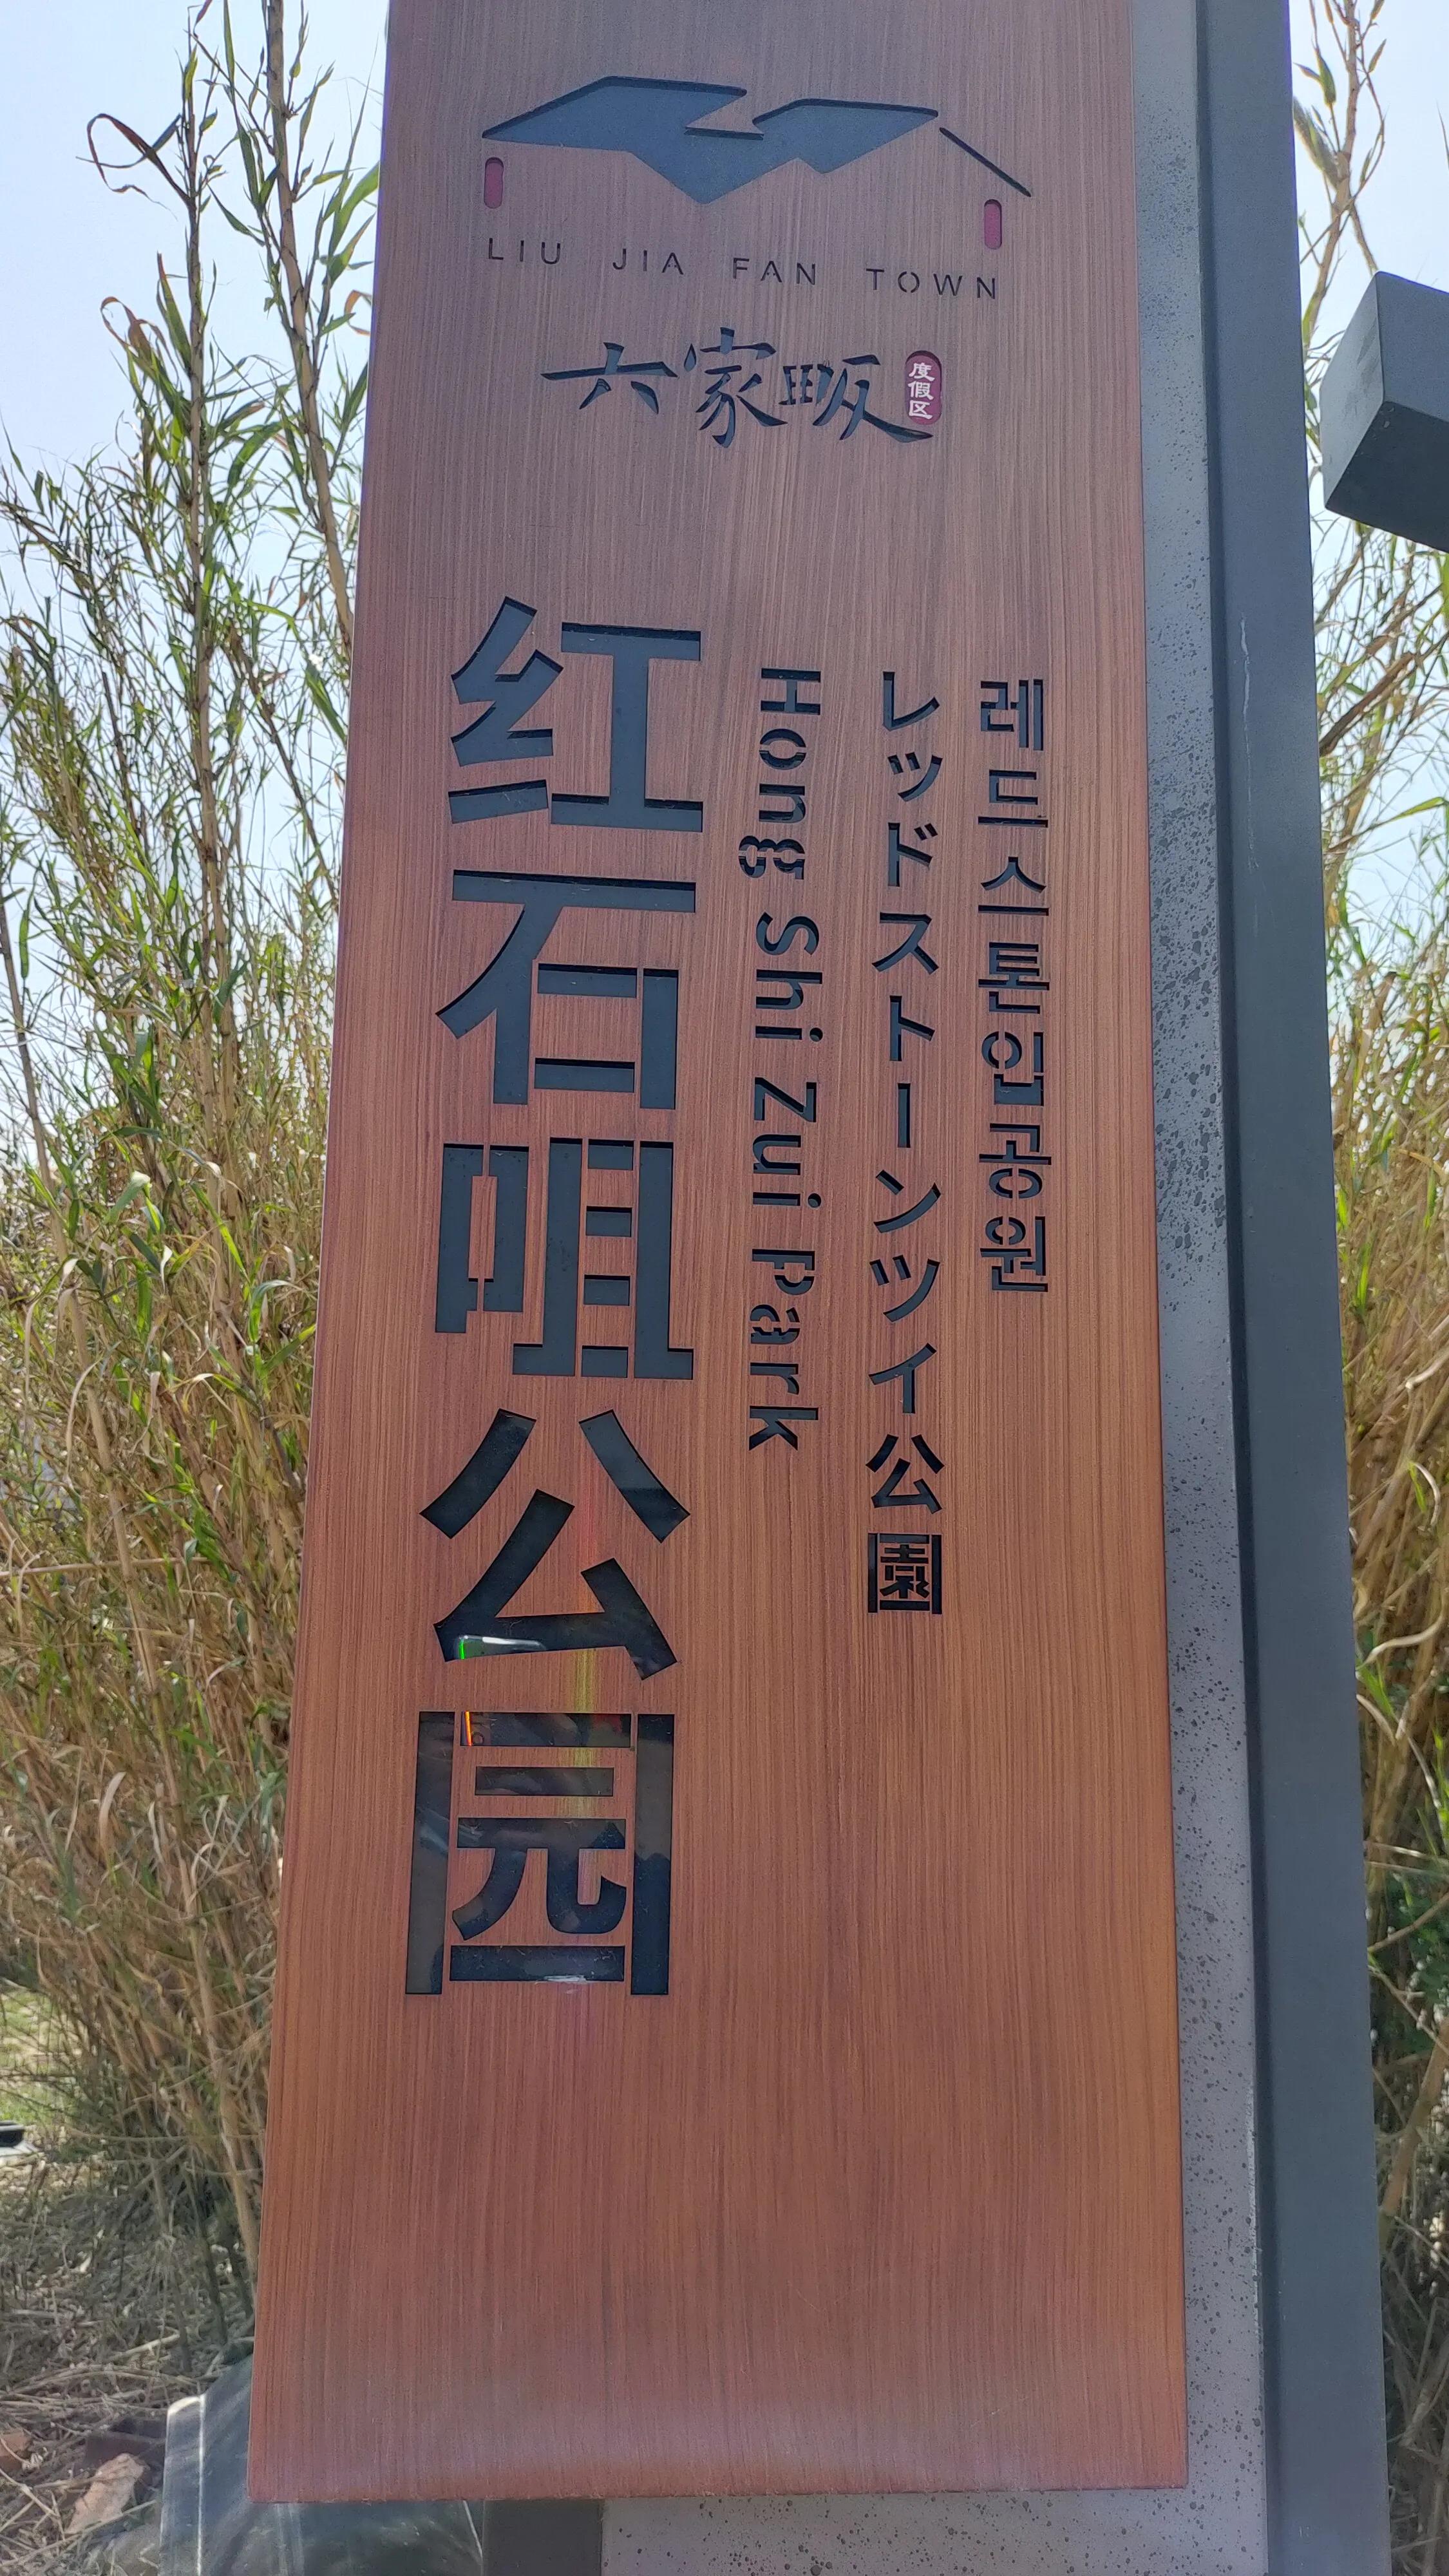 LIU JIA FAN TOWN
六家畈
度假区
红石咀公园
Hong Shi Zui Park
レッドストーンツイ公園
레드스톤인공원